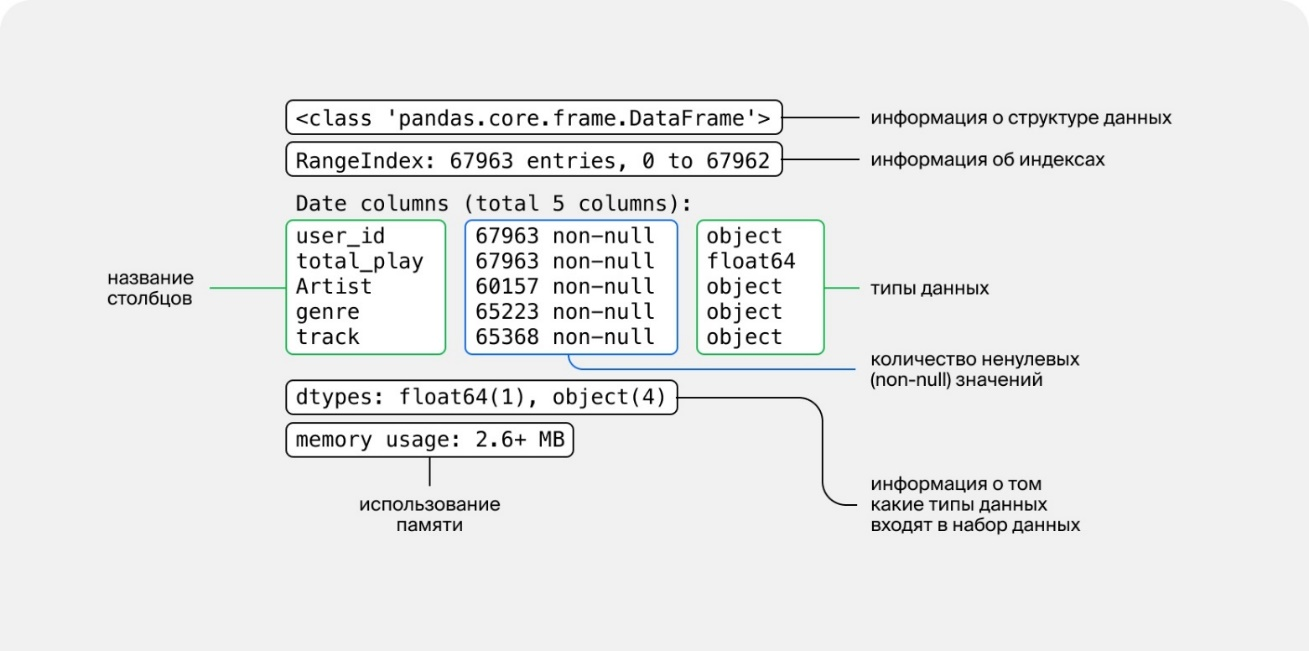 <class 'pandas.core.frame.DataFrame'>
информация о структуре данных
RangeIndex: 67963 entries, 0 to 67962
информация об индексах
Date columns (total 5 columns):
user_id 67963 non-null object
total_play 67963 non-null float64
Artist 60157 non-null object
genre 65223 non-null object
track 65368 non-null object
название
столбцов
типы данных
количество ненулевых
(non-null) значений
dtypes: float64(1), object(4)
memory usage: 2.6+ MB
использование
памяти
информация о том
какие типы данных
входят в набор данных